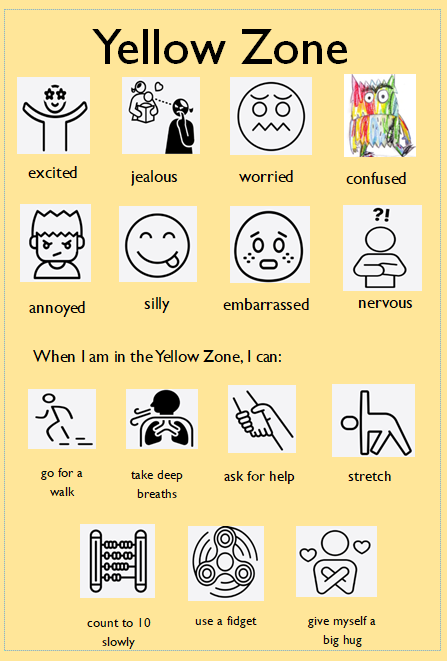 Yellow Zone
excited
jealous
worried
confused
annoyed
silly
embarrassed
?!
nervous
When I am in the Yellow Zone, I can:
go for a
walk
take deep
breaths
ask for help
stretch
count to 10
slowly
use a fidget
give myself a
big hug